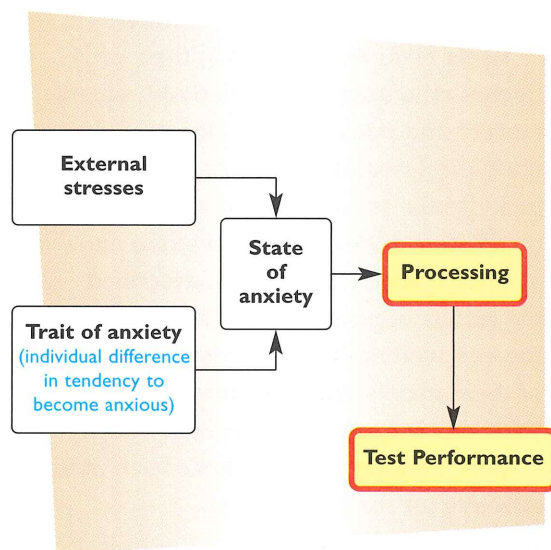 External
stresses
State
of
anxiety
Processing
Trait of anxiety
(individual difference
in tendency to
become anxious)
Test Performance